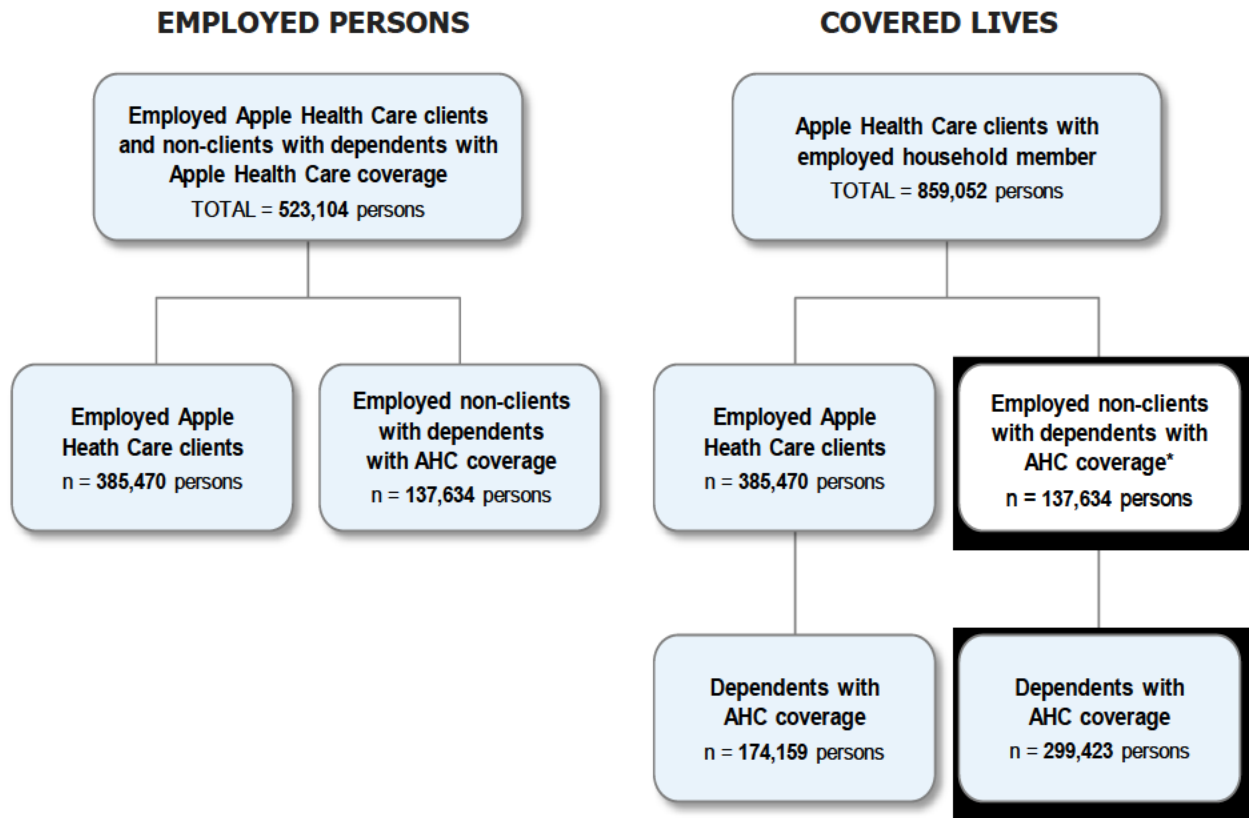 EMPLOYED PERSONS
Employed Apple Health Care clients
and non-clients with dependents with
Apple Health Care coverage
TOTAL = 523,104 persons
Employed Apple
Heath Care clients
n = 385,470 persons
Employed non-clients
with dependents
with AHC coverage
n = 137,634 persons
COVERED LIVES
Apple Health Care clients with
employed household member
TOTAL = 859,052 persons
Employed Apple
Heath Care clients
n = 385,470 persons
Employed non-clients
with dependents with
AHC coverage*
n = 137,634 persons
Dependents with
AHC coverage
n = 174,159 persons
Dependents with
AHC coverage
n = 299,423 persons